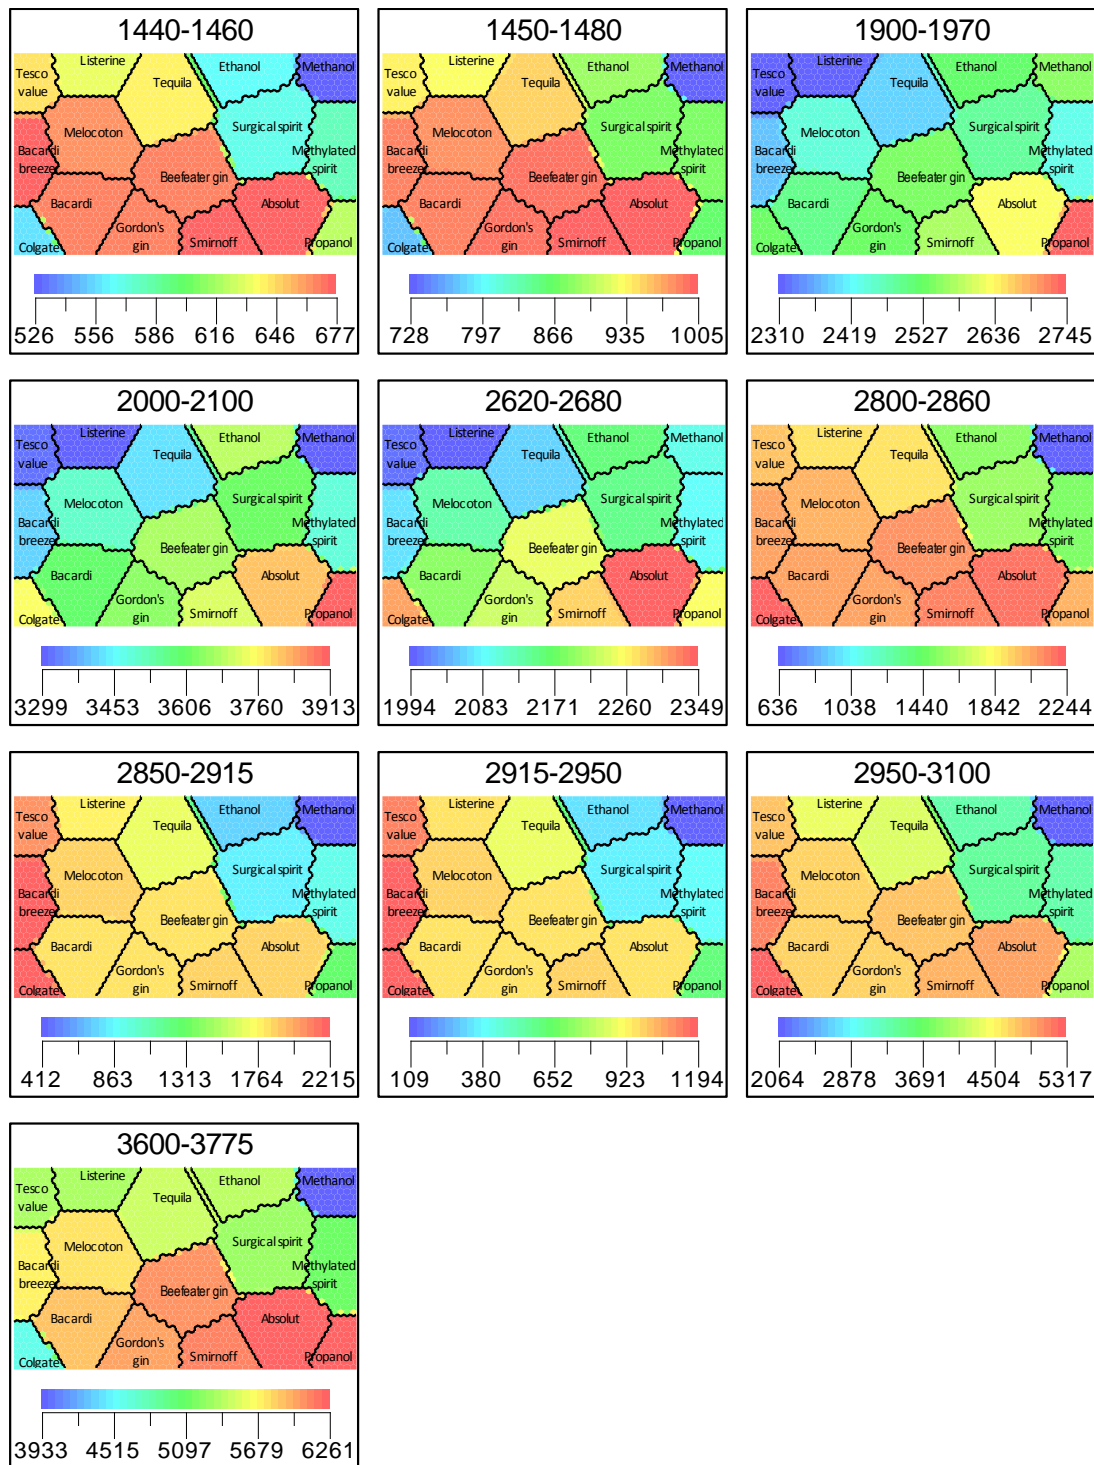 1440-1460
Listerine
Ethanol
Methanol
Tesco
value
Tequila
Melocoton
Surgical spirit
Bacardi
breeze
Methylated
spirit
Beefeater gin
Bacardi
Absolut
Gordon's
gin
Smirnoff
Colgate
Propanol
526 556 586 616 646 677
1450-1480
Listerine
Ethanol
Methanol
Tesco
value
Tequila
Melocoton
Surgical spirit
Bacardi
breeze
Methylated
spirit
Beefeater gin
Bacardi
Absolut
Gordon's
gin
Smirnoff
Colgate
Propanol
728 797 866 935 1005
1900-1970
Listerine
Ethanol
Methanol
Tesco
value
Tequila
Melocoton
Surgical spirit
Bacardi
breeze
Methylated
spirit
Beefeater gin
Bacardi
Absolut
Gordon's
gin
Smirnoff
Colgate
Propanol
2310 2419 2527 2636 2745
2000-2100
Listerine
Ethanol
Methanol
Tesco
value
Tequila
Melocoton
Surgical spirit
Bacardi
breeze
Methylated
spirit
Beefeater gin
Bacardi
Absolut
Gordon's
gin
Smirnoff
Colgate
Propanol
3299 3453 3606 3760 3913
2620-2680
Listerine
Ethanol
Methanol
Tesco
value
Tequila
Melocoton
Surgical spirit
Bacardi
breeze
Methylated
spirit
Beefeater gin
Bacardi
Absolut
Gordon's
gin
Smirnoff
Colgate
Propanol
1994 2083 2171 2260 2349
2800-2860
Listerine
Ethanol
Methanol
Tesco
value
Tequila
Melocoton
Surgical spirit
Bacardi
breeze
Methylated
spirit
Beefeater gin
Bacardi
Absolut
Gordon's
gin
Smirnoff
Colgate
Propanol
636 1038 1440 1842 2244
2850-2915
Listerine
Ethanol
Methanol
Tesco
value
Tequila
Melocoton
Surgical spirit
Bacardi
breeze
Methylated
spirit
Beefeater gin
Bacardi
Absolut
Gordon's
gin
Smirnoff
Colgate
Propanol
412 863 1313 1764 2215
2915-2950
Listerine
Ethanol
Methanol
Tesco
value
Tequila
Melocoton
Surgical spirit
Bacardi
breeze
Methylated
spirit
Beefeater gin
Bacardi
Absolut
Gordon's
gin
Smirnoff
Colgate
Propanol
109 380 652 923 1194
2950-3100
Listerine
Ethanol
Methanol
Tesco
value
Tequila
Melocoton
Surgical spirit
Bacardi
breeze
Methylated
spirit
Beefeater gin
Bacardi
Absolut
Gordon's
gin
Smirnoff
Colgate
Propanol
2064 2878 3691 4504 5317
3600-3775
Listerine
Ethanol
Methanol
Tesco
value
Tequila
Melocoton
Surgical spirit
Bacardi
breeze
Methylated
spirit
Beefeater gin
Bacardi
Absolut
Gordon's
gin
Smirnoff
Colgate
Propanol
3933 4515 5097 5679 6261